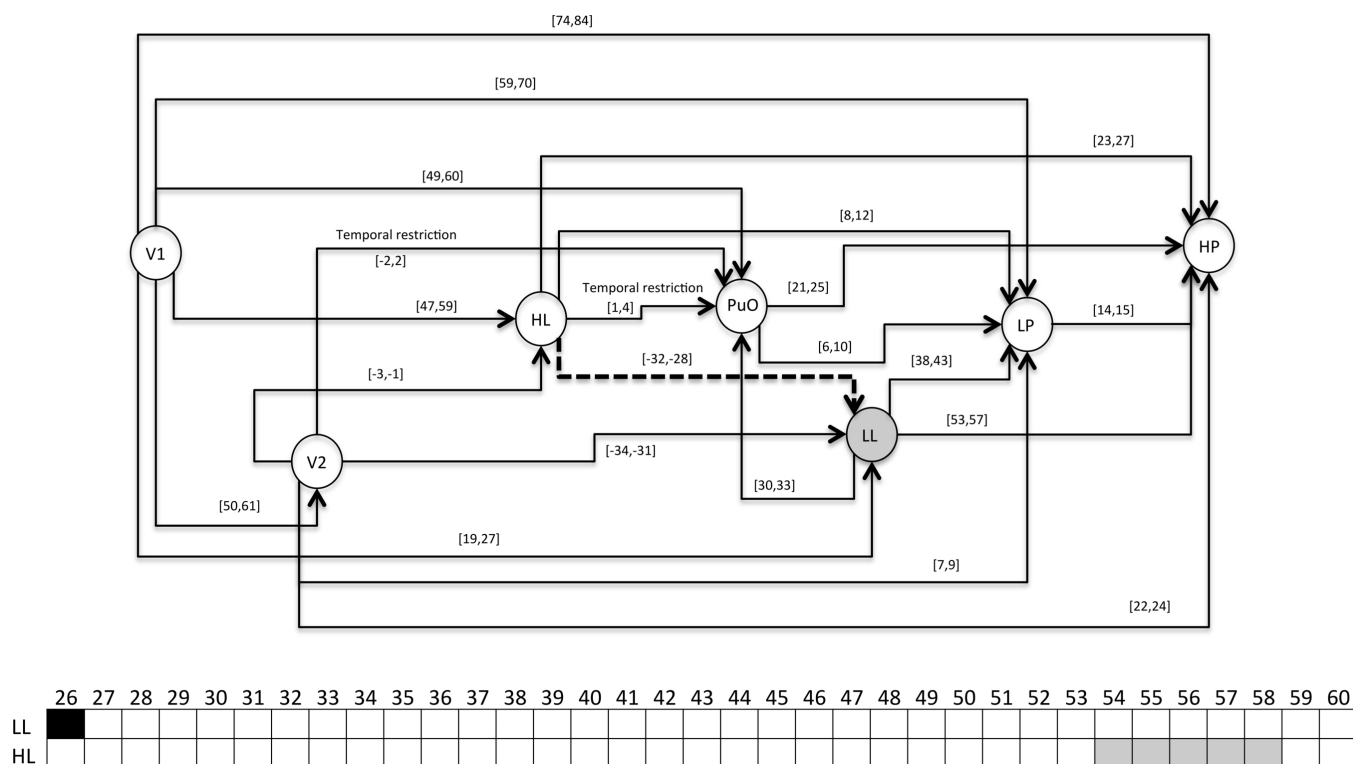 [74,84]
[59,70]
[23,27]
[49,60]
[8,12]
Temporal restriction
V1
HP
[-2,2]
Temporal restriction
[21,25]
[47,59]
HL
[1,4]
PuO
LP
[14,15]
[6,10]
[-32,-28]
[38,43]
[-3,-1]
[53,57]
LL
V2
[-34,-31]
[30,33]
[50,61]
[19,27]
[7,9]
[22,24]
26 27 28 29 30 31 32 33 34 35 36 37 38 39 40 41 42 43 44 45 46 47 48 49 50 51 52 53 54 55 56 57 58 59 60
LL
HL